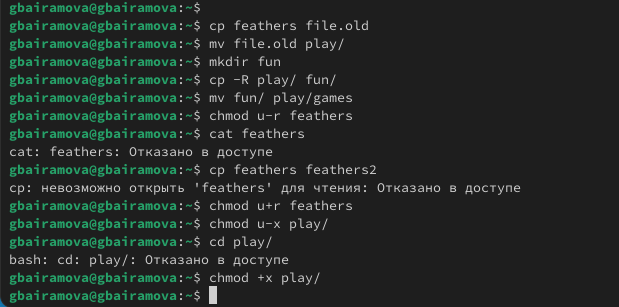 gbairamova@gbairamova:~$
gbairamova@gbairamova:~$ cp feathers file.old
gbairamova@gbairamova:~$ mv file.old play/
gbairamova@gbairamova:~$ mkdir fun
gbairamova@gbairamova:~$ cp -R play/ fun/
gbairamova@gbairamova:~$ mv fun/ play/games
gbairamova@gbairamova:~$ chmod u-r feathers
gbairamova@gbairamova:~$ cat feathers
cat: feathers: Отказано в доступе
gbairamova@gbairamova:~$ cp feathers feathers2
cp: невозможно открыть 'feathers' для чтения: Отказано в доступе
gbairamova@gbairamova:~$ chmod u+r feathers
gbairamova@gbairamova:~$ chmod u-x play/
gbairamova@gbairamova:~$ cd play/
bash: cd: play/: Отказано в доступе
gbairamova@gbairamova:~$ chmod +x play/
gbairamova@gbairamova:~$